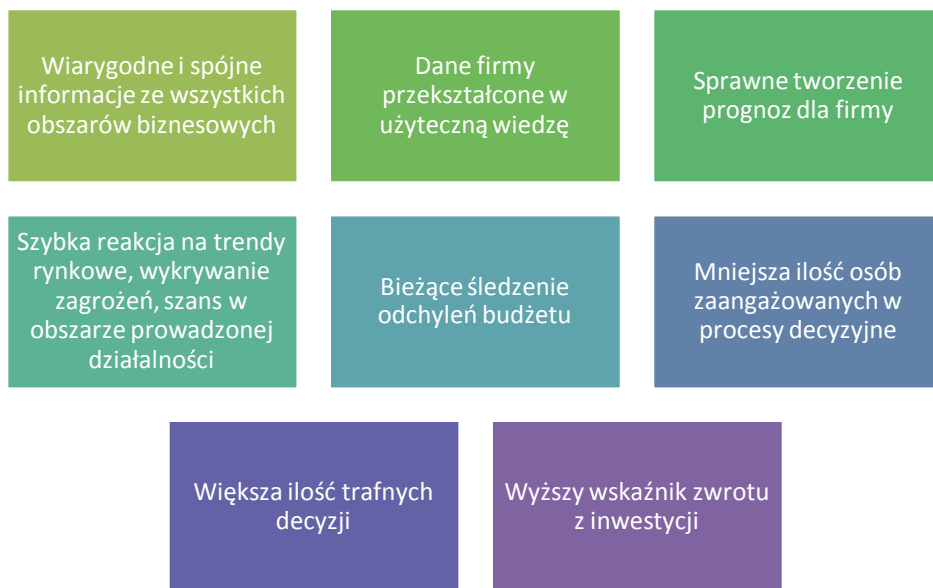 Wiarygodne i spójne
informacje ze wszystkich
obszarów biznesowych
Dane firmy
przekształcone w
użyteczną wiedzę
Sprawne tworzenie
prognoz dla firmy
Szybka reakcja na trendy
rynkowe, wykrywanie
zagrożeń, szans w
obszarze prowadzonej
działalności
Bieżące śledzenie
odchyleń budżetu
Mniejsza ilość osób
zaangażowanych w
procesy decyzyjne
Większa ilość trafnych
decyzji
Wyższy wskaźnik zwrotu
z inwestycji